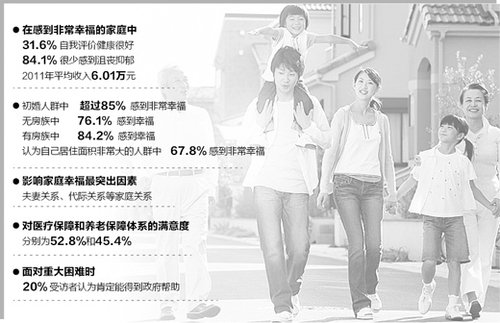 ● 在感到非常幸福的家庭中
31.6% 自我评价健康很好
84.1% 很少感到沮丧抑郁
2011年平均收入6.01万元
● 初婚人群中 超过85% 感到非常幸福
无房族中 76.1% 感到幸福
有房族中 84.2% 感到幸福
认为自己居住面积非常大的人群中 67.8% 感到非常幸福
● 影响家庭幸福最突出因素
夫妻关系、代际关系等家庭关系
● 对医疗保障和养老保障体系的满意度
分别为52.8%和45.4%
● 面对重大困难时
20% 受访者认为肯定能得到政府帮助